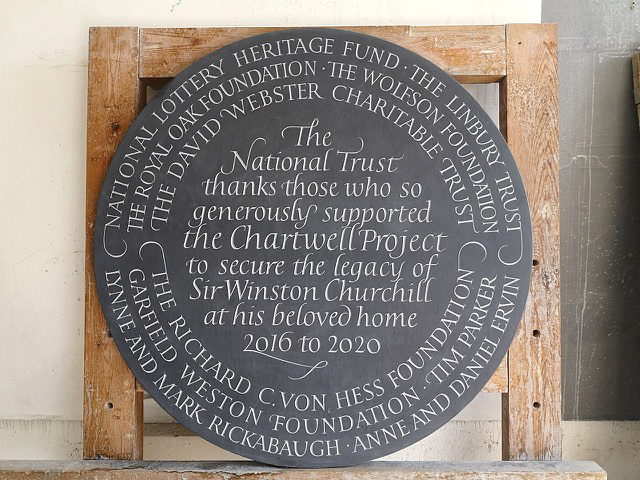 NATIONAL LOTTERY HERITAGE FUND · THE LINBURY TRUST
THE ROYAL OAK FOUNDATION · THE WOLFSON FOUNDATION
THE DAVID WEBSTER CHARITABLE TRUST
The
National Trust
thanks those who so
generously supported
the Chartwell Project
to secure the legacy of
Sir Winston Churchill
at his beloved home
2016 to 2020
THE RICHARD C. VON HESS FOUNDATION
GARFIELD WESTON FOUNDATION · TIM PARKER
LYNNE AND MARK RICKABAUGH · ANNE AND DANIEL ERVIN